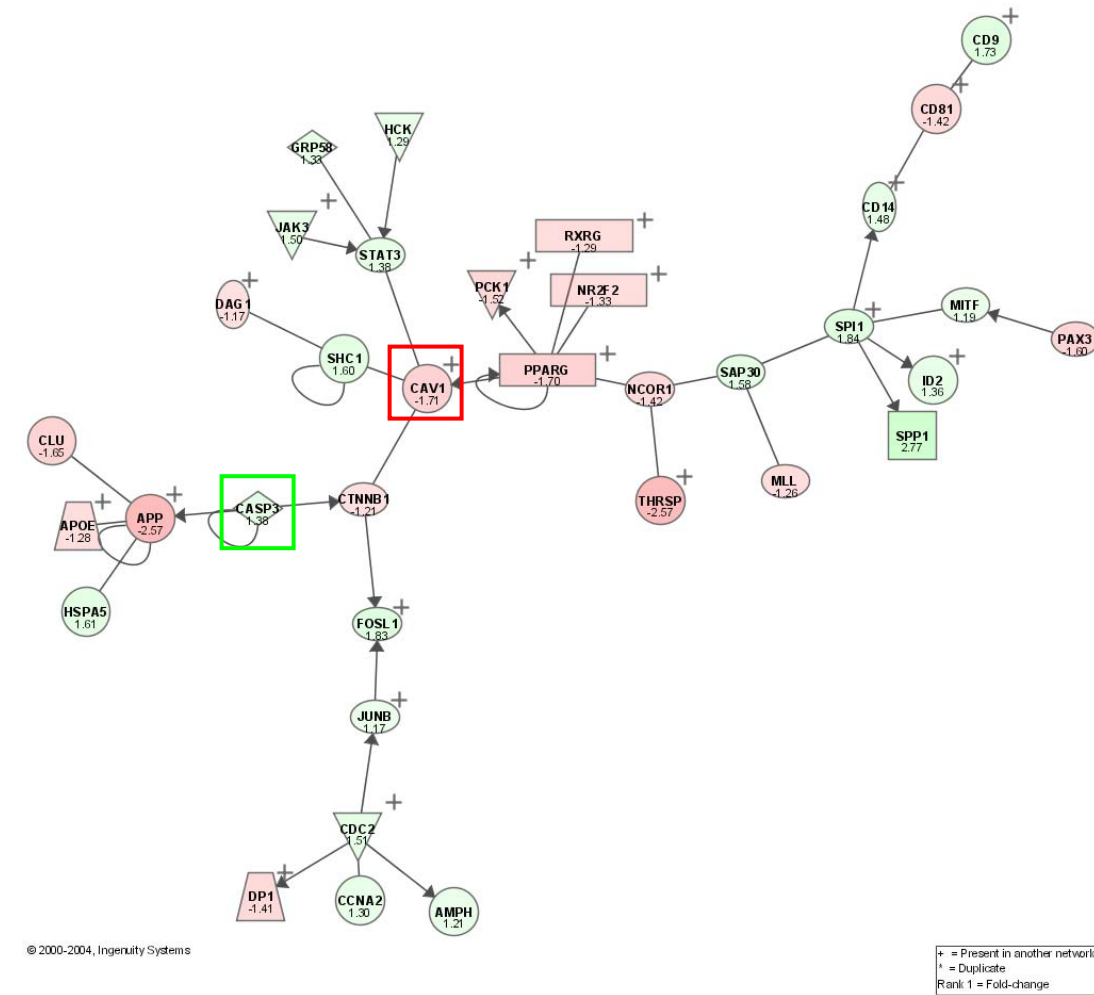 CD9
1.73
CD81
-1.42
HCK
1.29
GRP58
1.33
CD14
1.48
JAK3
1.50
RXRG
-1.29
STAT3
1.38
PCK1
-1.52
NR2F2
-1.33
DAG1
-1.17
MITF
1.19
SPI1
1.84
PAX3
-1.60
SHC1
1.60
CAV1
-1.71
PPARG
-1.70
NCOR1
-1.42
SAP30
1.58
ID2
1.36
SPP1
2.77
CLU
-1.65
MLL
-1.26
THRSP
-2.57
CTNNB1
-1.21
CASP3
1.38
APP
-2.57
APOE
-1.28
HSPA5
1.61
FOSL1
1.83
JUNB
1.17
CDC2
1.51
DP1
-1.41
CCNA2
1.30
AMPH
1.21
© 2000-2004, Ingenuity Systems
+ = Present in another network
* = Duplicate
Rank 1 = Fold-change